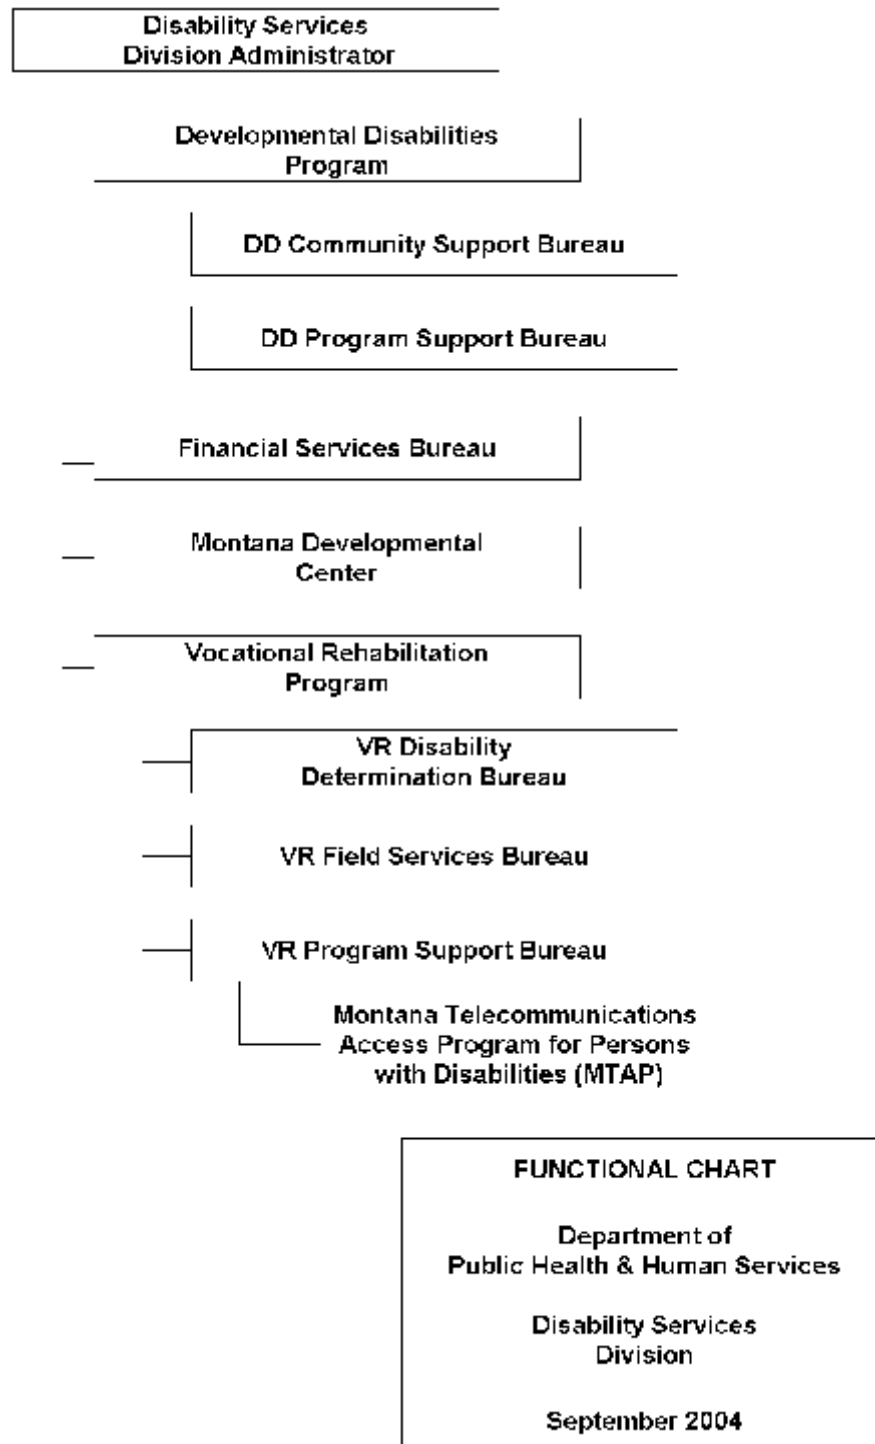 Disability Services
Division Administrator
Developmental Disabilities
Program
DD Community Support Bureau
DD Program Support Bureau
Financial Services Bureau
Montana Developmental
Center
Vocational Rehabilitation
Program
VR Disability
Determination Bureau
VR Field Services Bureau
VR Program Support Bureau
Montana Telecommunications
Access Program for Persons
with Disabilities (MTAP)
FUNCTIONAL CHART
Department of
Public Health & Human Services
Disability Services
Division
September 2004